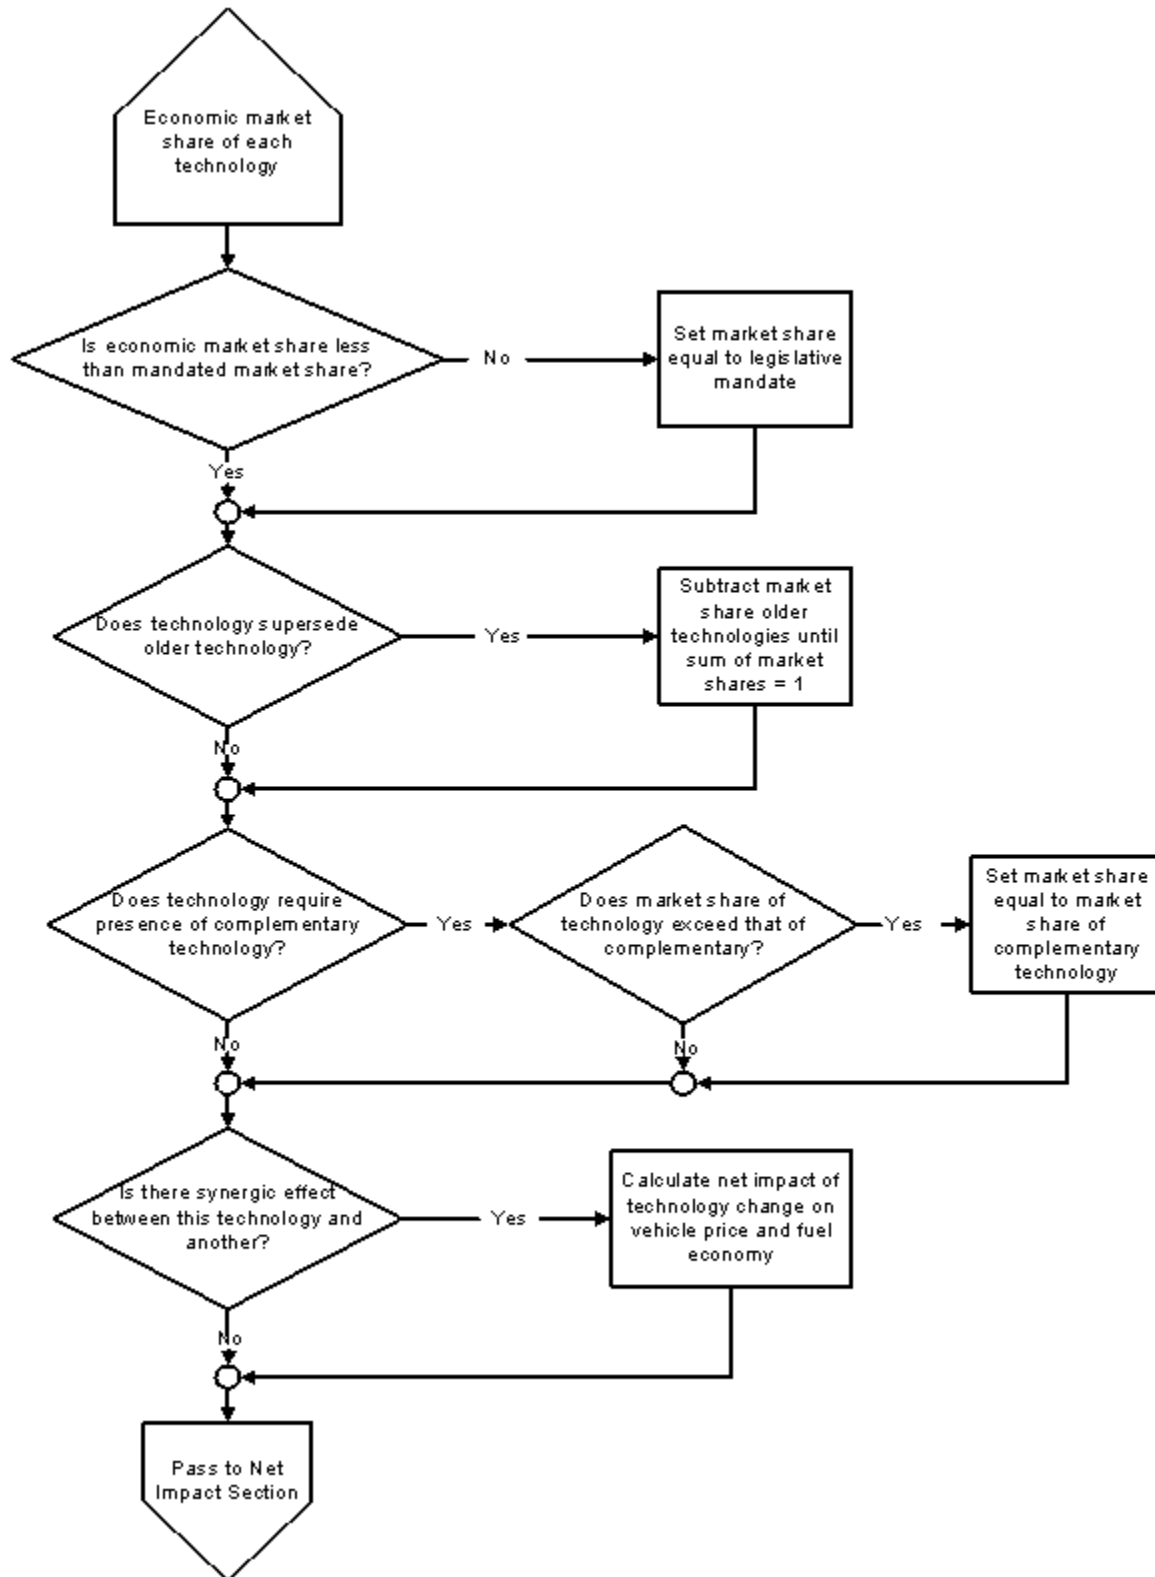 Economic market
share of each
technology
Is economic market share less
than mandated market share?
No
Set market share
equal to legislative
mandate
Yes
Does technology supersede
older technology?
Yes
Subtract market
share older
technologies until
sum of market
shares = 1
No
Does technology require
presence of complementary
technology?
Yes
Does market share of
technology exceed that of
complementary?
Yes
Set market share
equal to market
share of
complementary
technology
No
No
Is there synergic effect
between this technology and
another?
Yes
Calculate net impact of
technology change on
vehicle price and fuel
economy
No
Pass to Net
Impact Section